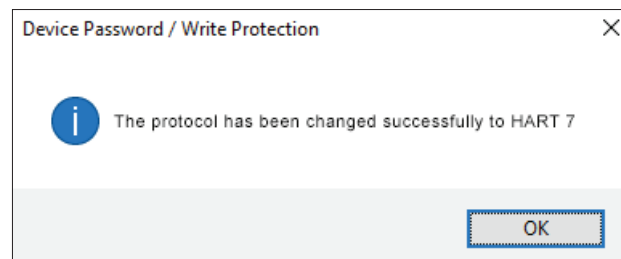 Device Password / Write Protection
The protocol has been changed successfully to HART 7
OK